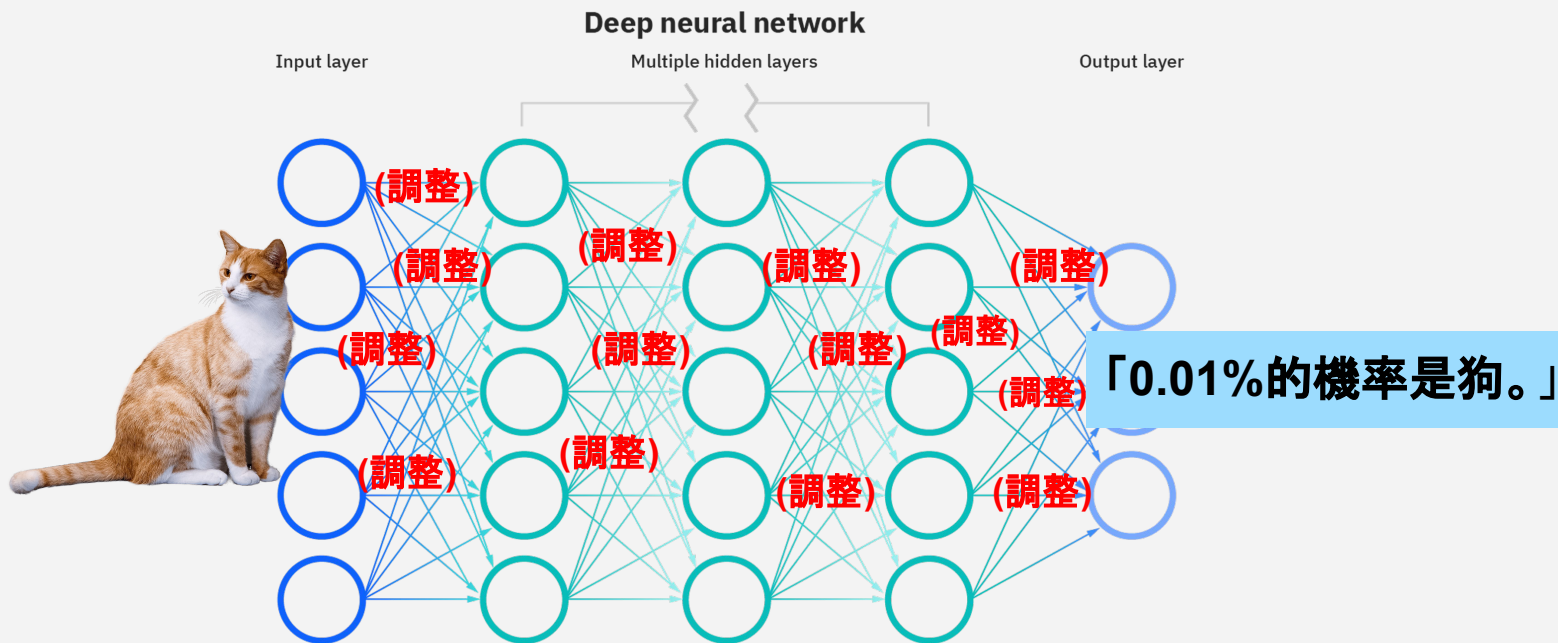 Deep neural network
Input layer
Multiple hidden layers
Output layer
(調整)
(調整)
(調整)
(調整)
(調整)
(調整)
(調整)
(調整)
(調整)
(調整)
(調整)
(調整)
(調整)
(調整)
「0.01%的機率是狗。」